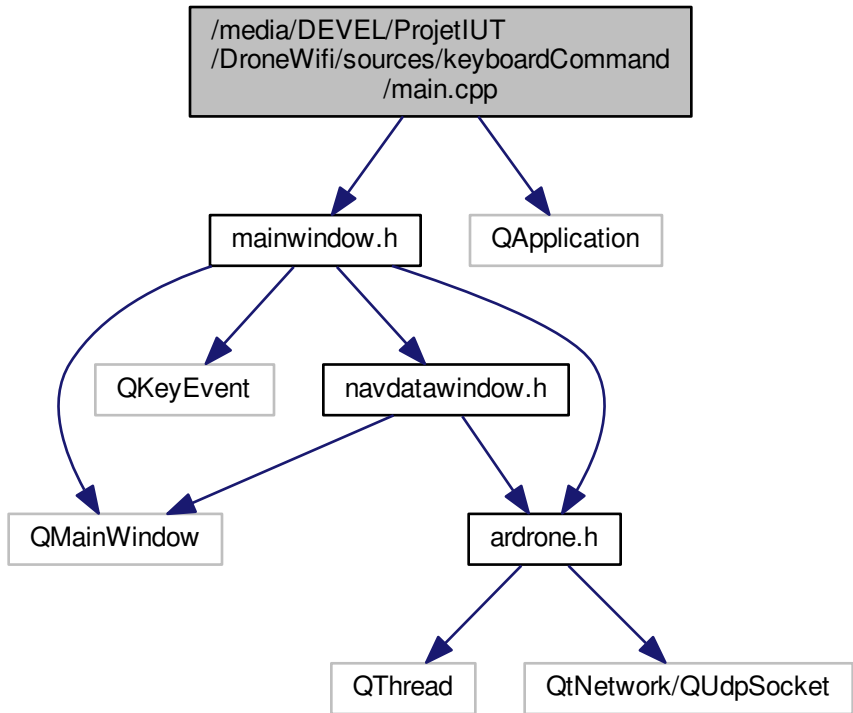 /media/DEVEL/ProjetIUT
/DroneWifi/sources/keyboardCommand
/main.cpp
mainwindow.h
QApplication
QKeyEvent
navdatawindow.h
QMainWindow
ardrone.h
QThread
QtNetwork/QUdpSocket